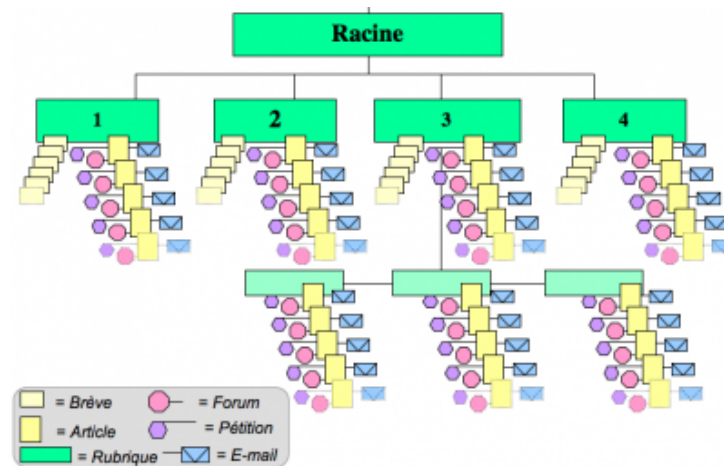 Racine
1 2 3 4
= Brève = Forum
= Article = Pétition
= Rubrique = E-mail